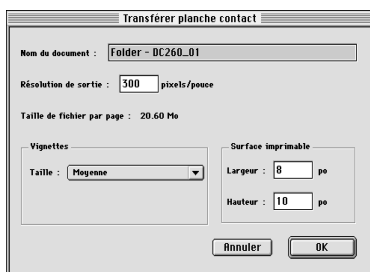 Transférer planche contact
Nom du document : Folder - DC260_01
Résolution de sortie : 300 pixels/pouce
Taille de fichier par page : 20.60 Mo
Vignettes
Taille : Moyenne
Surface imprimable
Largeur : 8 po
Hauteur : 10 po
Annuler OK